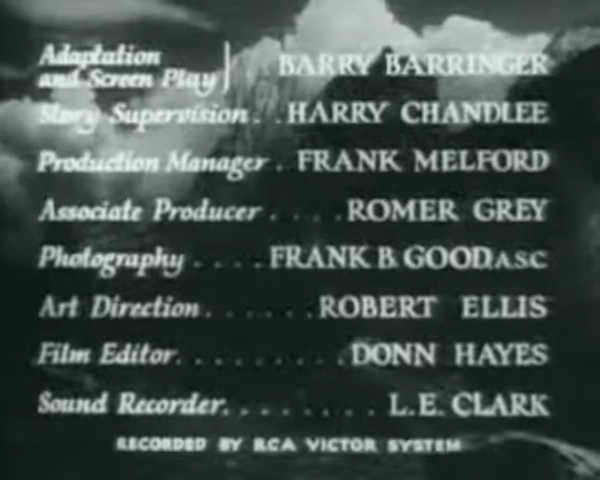 Adaptation
and Screen Play } BARRY BARRINGER
Story Supervision . . HARRY CHANDLEE
Production Manager . FRANK MELFORD
Associate Producer . . . . ROMER GREY
Photography . . . . FRANK B. GOOD A.S.C
Art Direction . . . . . . ROBERT ELLIS
Film Editor . . . . . . . . . DONN HAYES
Sound Recorder . . . . . . . . L. E. CLARK
RECORDED BY RCA VICTOR SYSTEM